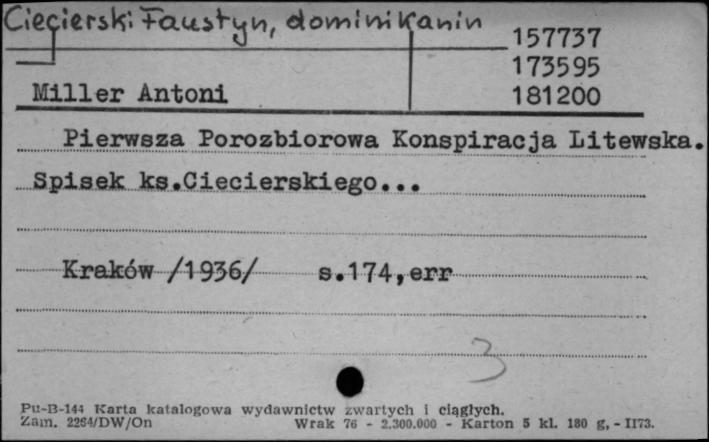 Ciecierski Faustyn, dominikanin
157737
173595
Miller Antoni 181200
Pierwsza Porozbiorowa Konspiracja Litewska.
Spisek ks.Ciecierskiego...
Kraków /1936/ s.174,err
3
Pu-B-144 Karta katalogowa wydawnictw zwartych i ciągłych.
Zam. 2264/DW/On Wrak 76 - 2.300.000 - Karton 5 kl. 180 g, - II73.